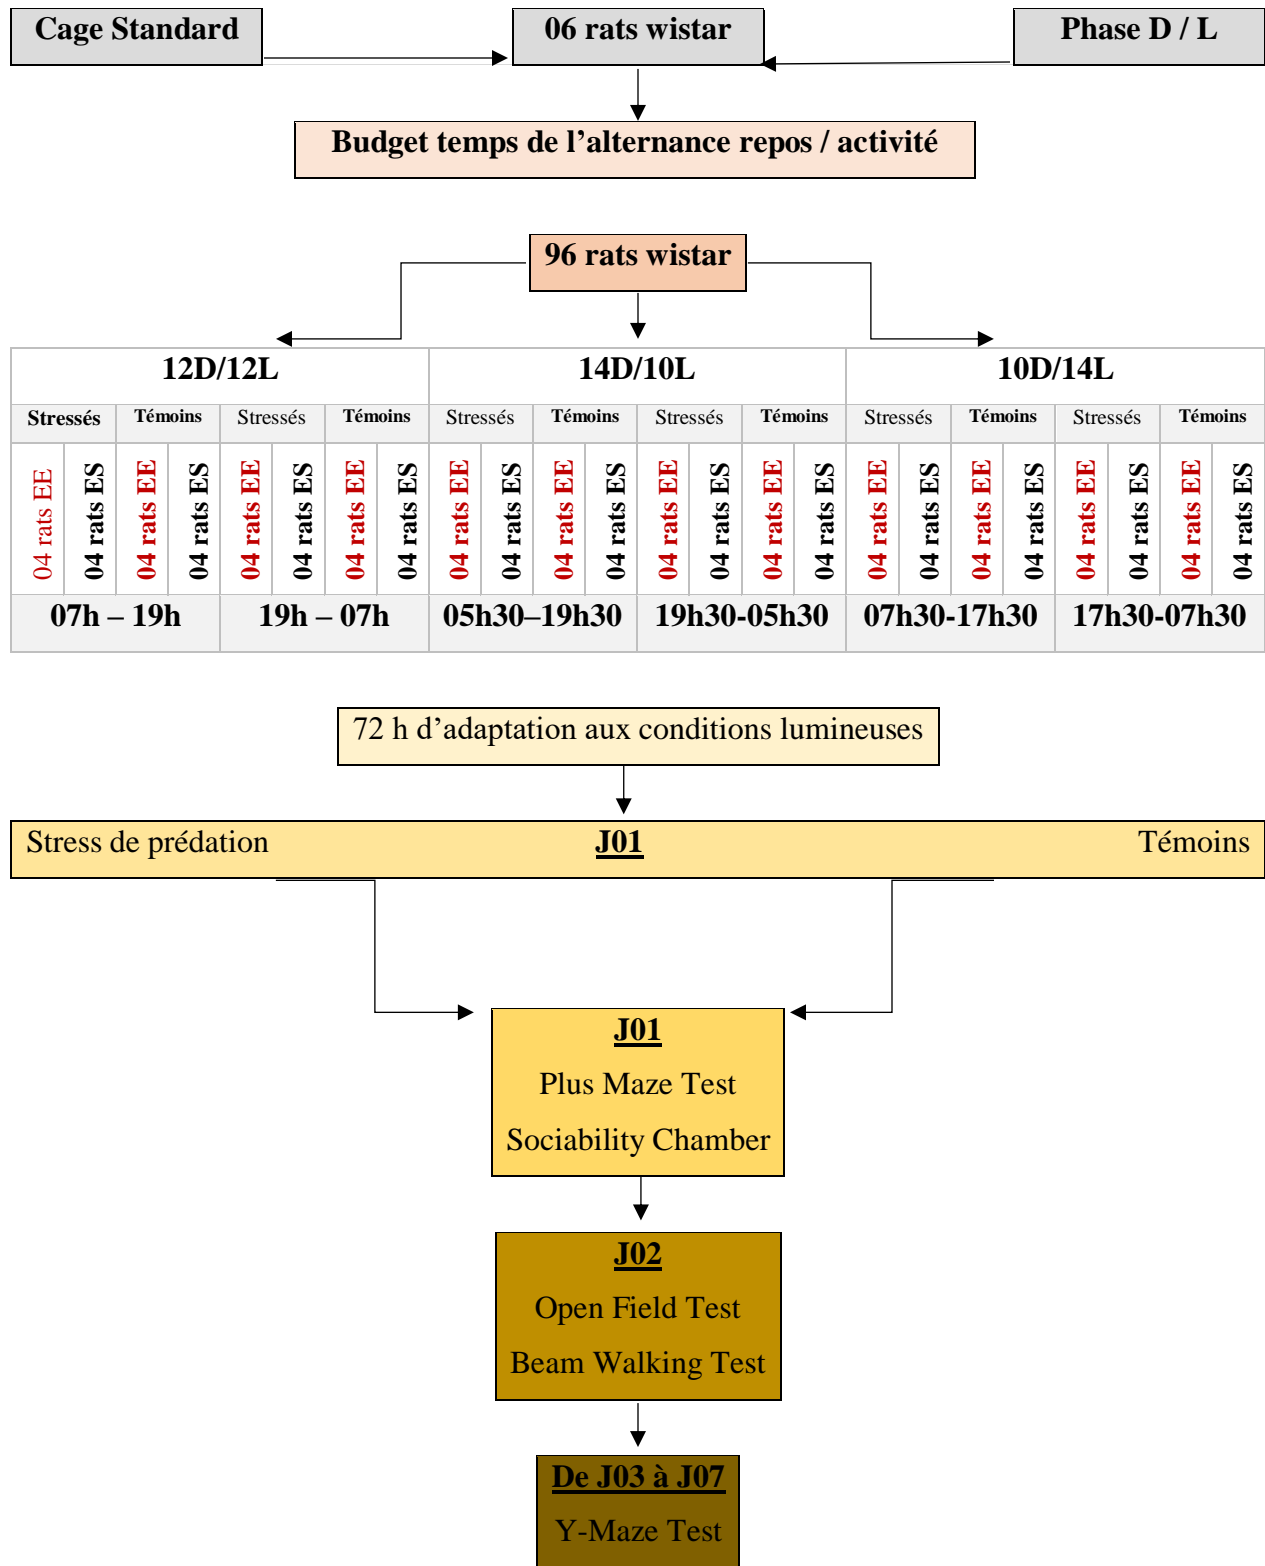 Cage Standard
06 rats wistar
Phase D / L
Budget temps de l’alternance repos / activité
96 rats wistar
12D/12L
14D/10L
10D/14L
Stressés
Témoins
Stressés
Témoins
Stressés
Témoins
Stressés
Témoins
Stressés
Témoins
Stressés
Témoins
04 rats EE
04 rats ES
04 rats EE
04 rats ES
04 rats EE
04 rats ES
04 rats EE
04 rats ES
04 rats EE
04 rats ES
04 rats EE
04 rats ES
04 rats EE
04 rats ES
04 rats EE
04 rats ES
04 rats EE
04 rats ES
04 rats EE
04 rats ES
04 rats EE
04 rats ES
04 rats EE
04 rats ES
07h – 19h
19h – 07h
05h30–19h30
19h30-05h30
07h30-17h30
17h30-07h30
72 h d’adaptation aux conditions lumineuses
Stress de prédation
J01
Témoins
J01
Plus Maze Test
Sociability Chamber
J02
Open Field Test
Beam Walking Test
De J03 à J07
Y-Maze Test